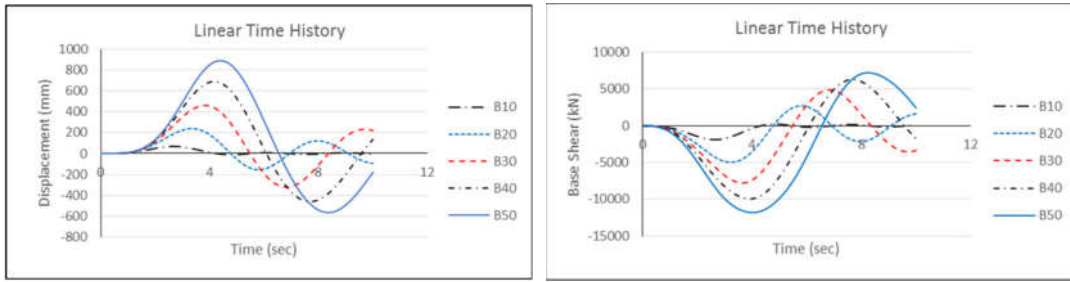 Linear Time History
1000
800
600
400
200
0
-200
-400
-600
-800
0
4
8
12
Displacement (mm)
Time (sec)
B10
B20
B30
B40
B50
Linear Time History
10000
5000
0
-5000
-10000
-15000
0
4
8
12
Base Shear (kN)
Time (sec)
B10
B20
B30
B40
B50